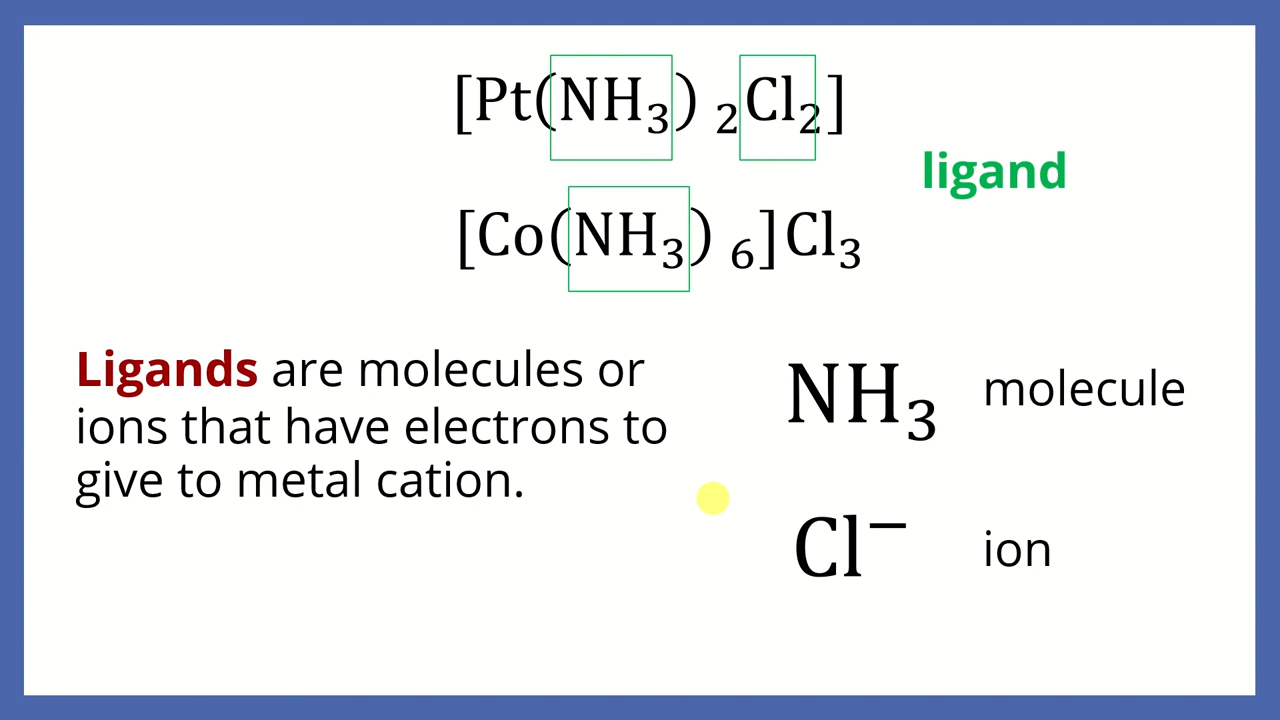 [Pt(NH₃) ₂Cl₂]
ligand
[Co(NH₃) ₆]Cl₃
Ligands are molecules or
ions that have electrons to
give to metal cation.
NH₃ molecule
Cl⁻ ion